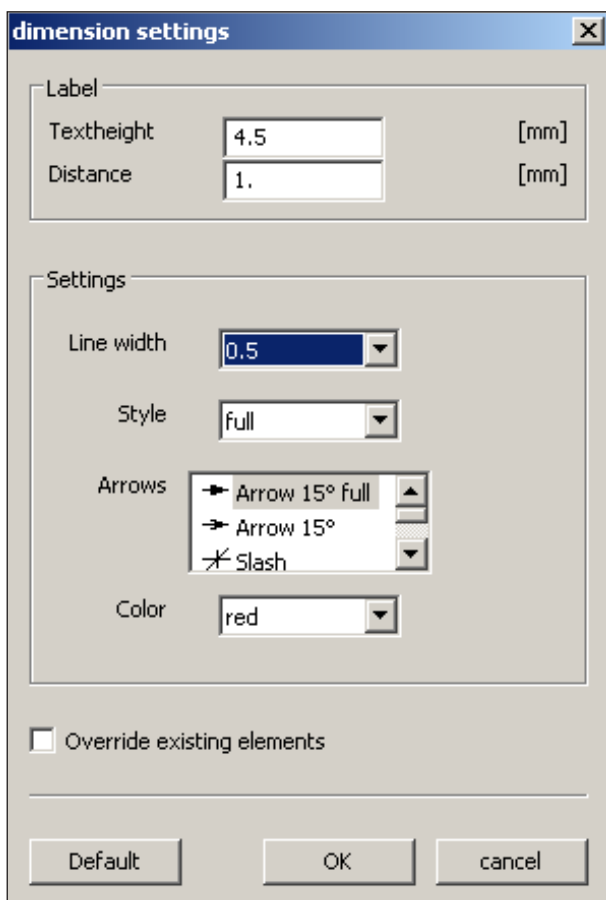 dimension settings
Label
Textheight 4.5 [mm]
Distance 1. [mm]
Settings
Line width 0.5
Style full
Arrows Arrow 15° full
Arrow 15°
Slash
Color red
Override existing elements
Default OK cancel